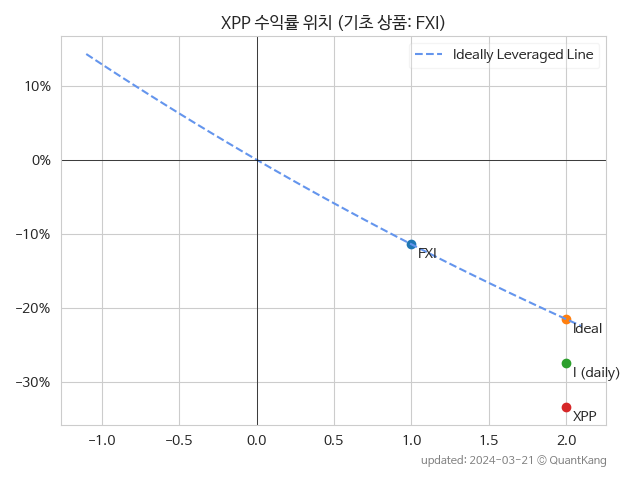 XPP 수익률 위치 (기초 상품: FXI)
Ideally Leveraged Line
10%
0%
−10%
−20%
−30%
FXI
Ideal
I (daily)
XPP
−1.0
−0.5
0.0
0.5
1.0
1.5
2.0
updated: 2024-03-21 © QuantKang